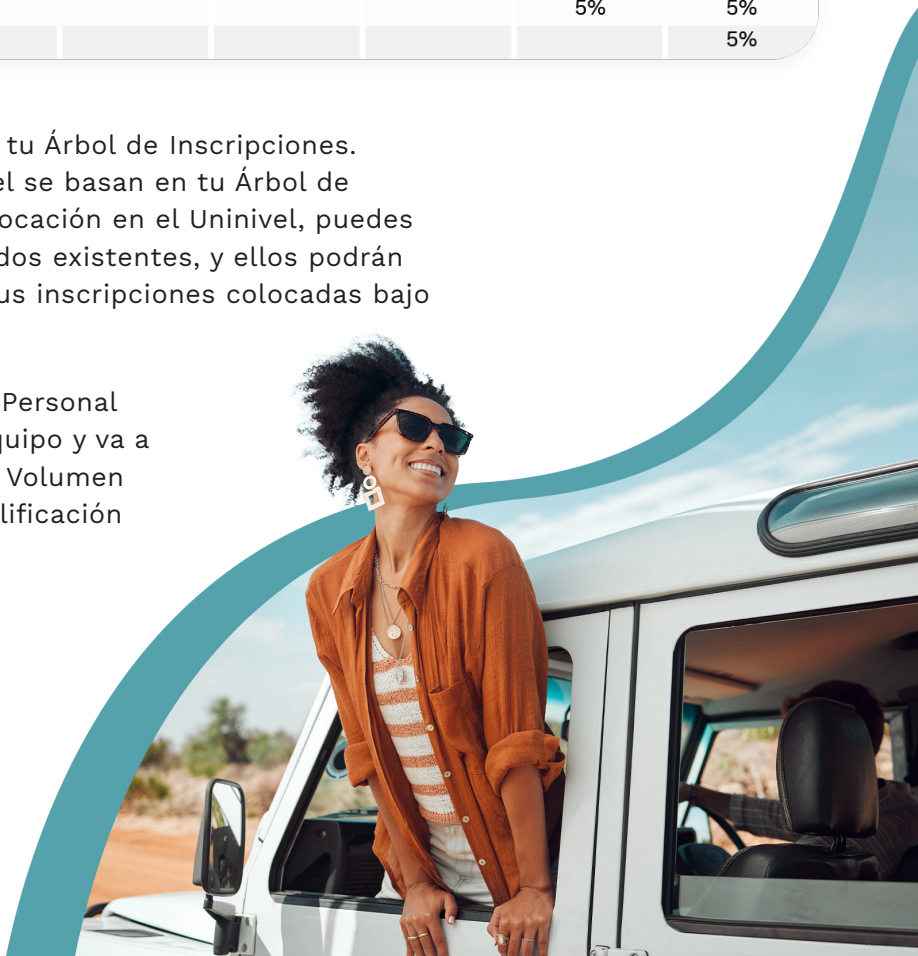 5% 5%
5%
tu Árbol de Inscripciones.
el se basan en tu Árbol de
ocación en el Uninivel, puedes
dos existentes, y ellos podrán
us inscripciones colocadas bajo
Personal
quipo y va a
Volumen
lificación